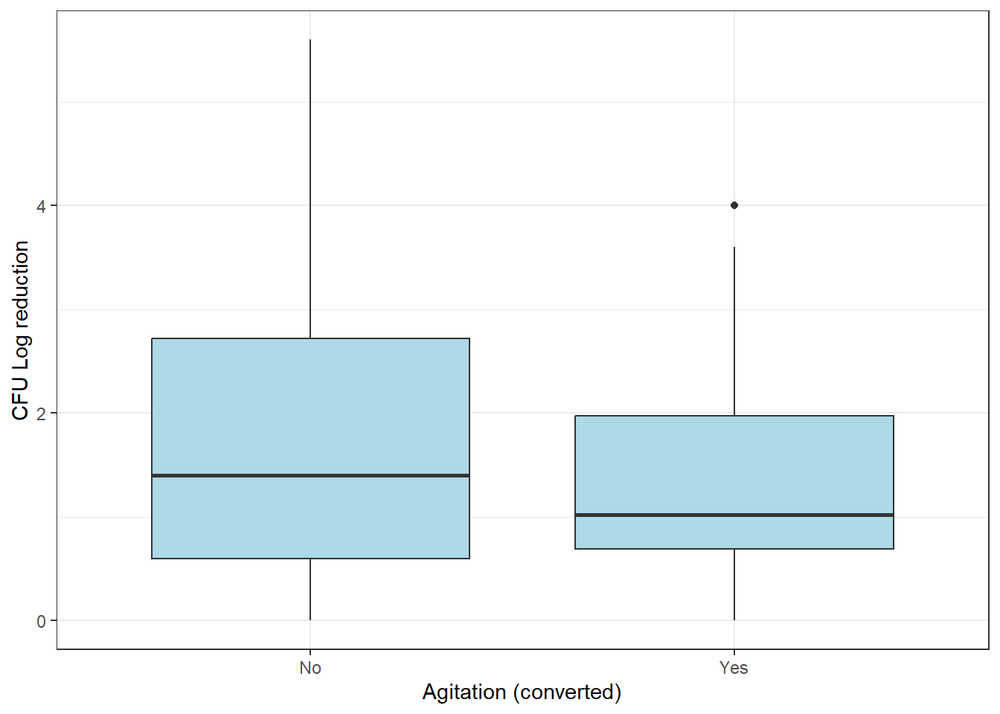 CFU Log reduction
4
2
0
No Yes
Agitation (converted)